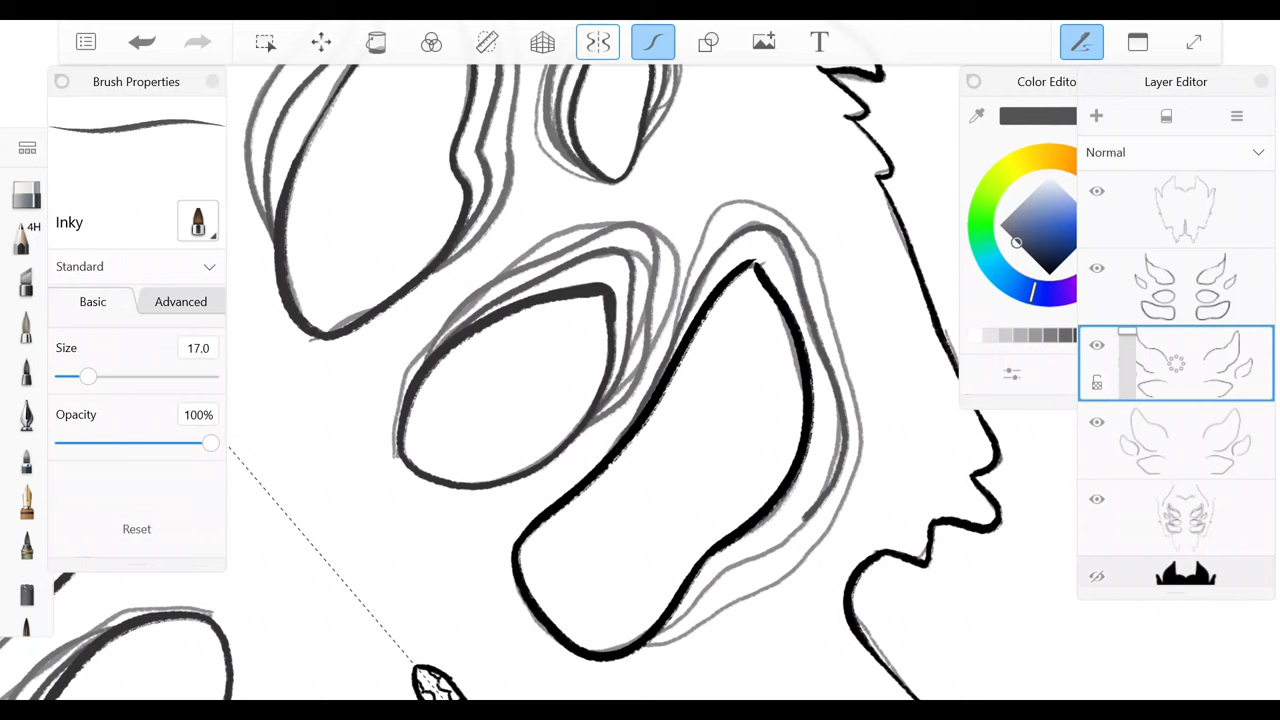 T
Brush Properties
Color Edito
Layer Editor
Normal
4H
Inky
Standard
Basic
Advanced
Size
17.0
Opacity
100%
Reset